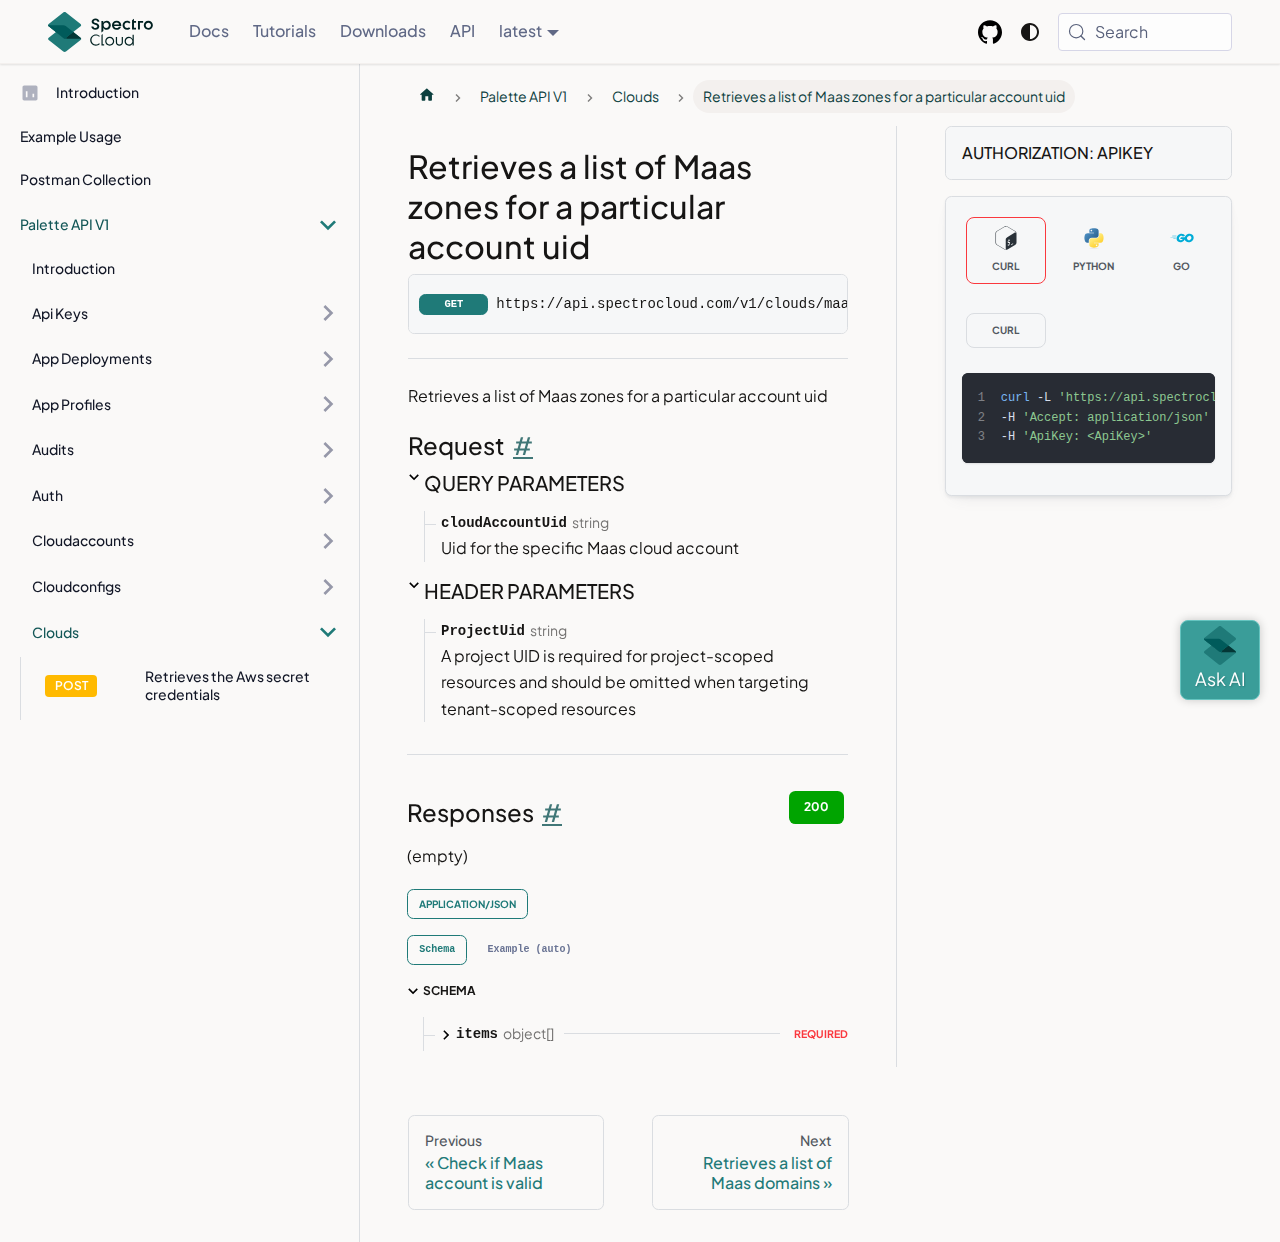 Spectro
Cloud
Docs
Tutorials
Downloads
API
latest
Search
Introduction
Example Usage
Postman Collection
Palette API V1
Introduction
Api Keys
App Deployments
App Profiles
Audits
Auth
Cloudaccounts
Cloudconfigs
Clouds
POST
Retrieves the Aws secret
credentials
Palette API V1
Clouds
Retrieves a list of Maas zones for a particular account uid
Retrieves a list of Maas
zones for a particular
account uid
GET
https://api.spectrocloud.com/v1/clouds/maa
Retrieves a list of Maas zones for a particular account uid
Request #
QUERY PARAMETERS
cloudAccountUid string
Uid for the specific Maas cloud account
HEADER PARAMETERS
ProjectUid string
A project UID is required for project-scoped
resources and should be omitted when targeting
tenant-scoped resources
Responses #
200
(empty)
APPLICATION/JSON
Schema
Example (auto)
SCHEMA
items object[]
REQUIRED
Previous
« Check if Maas
account is valid
Next
Retrieves a list of
Maas domains »
AUTHORIZATION: APIKEY
CURL
PYTHON
GO
CURL
1 curl -L 'https://api.spectrocl
2 -H 'Accept: application/json'
3 -H 'ApiKey: <ApiKey>'
Ask AI